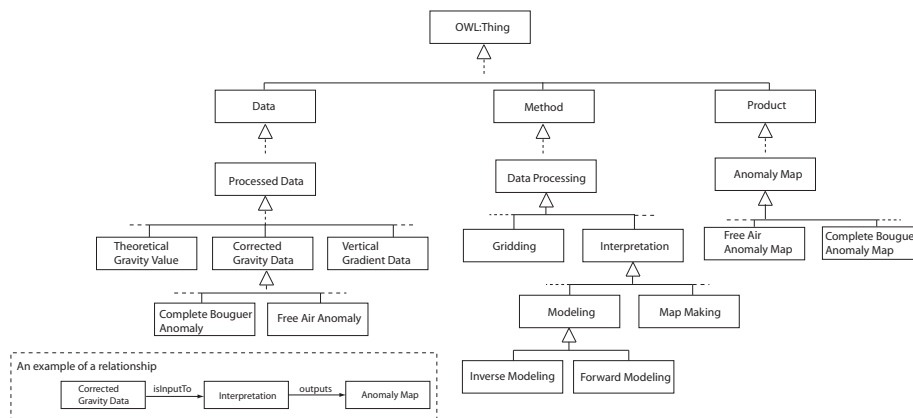 OWL:Thing
Data
Method
Product
Processed Data
Data Processing
Anomaly Map
Theoretical
Gravity Value
Corrected
Gravity Data
Vertical
Gradient Data
Gridding
Interpretation
Free Air
Anomaly Map
Complete Bouguer
Anomaly Map
Complete Bouguer
Anomaly
Free Air Anomaly
Modeling
Map Making
Inverse Modeling
Forward Modeling
An example of a relationship
Corrected
Gravity Data
isInputTo
Interpretation
outputs
Anomaly Map